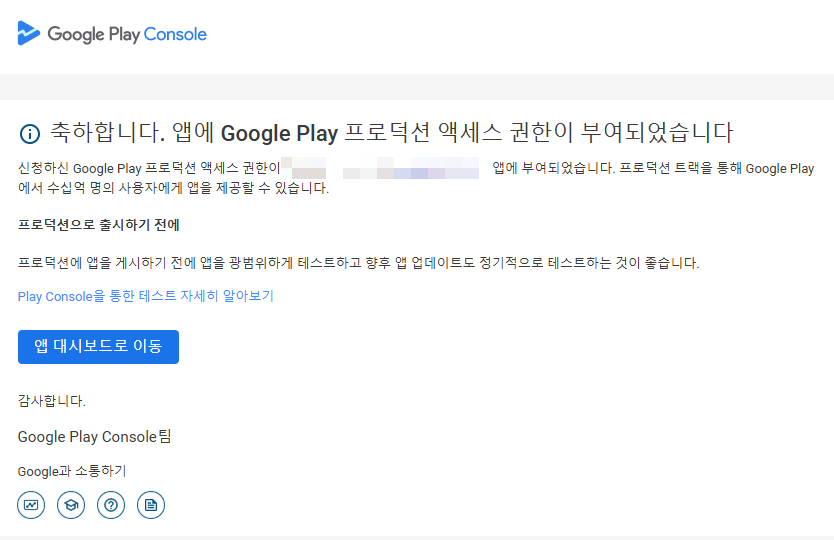 Google Play Console
축하합니다. 앱에 Google Play 프로덕션 액세스 권한이 부여되었습니다
신청하신 Google Play 프로덕션 액세스 권한이 앱에 부여되었습니다. 프로덕션 트랙을 통해 Google Play
에서 수십억 명의 사용자에게 앱을 제공할 수 있습니다.
프로덕션으로 출시하기 전에
프로덕션에 앱을 게시하기 전에 앱을 광범위하게 테스트하고 향후 앱 업데이트도 정기적으로 테스트하는 것이 좋습니다.
Play Console을 통한 테스트 자세히 알아보기
앱 대시보드로 이동
감사합니다.
Google Play Console팀
Google과 소통하기